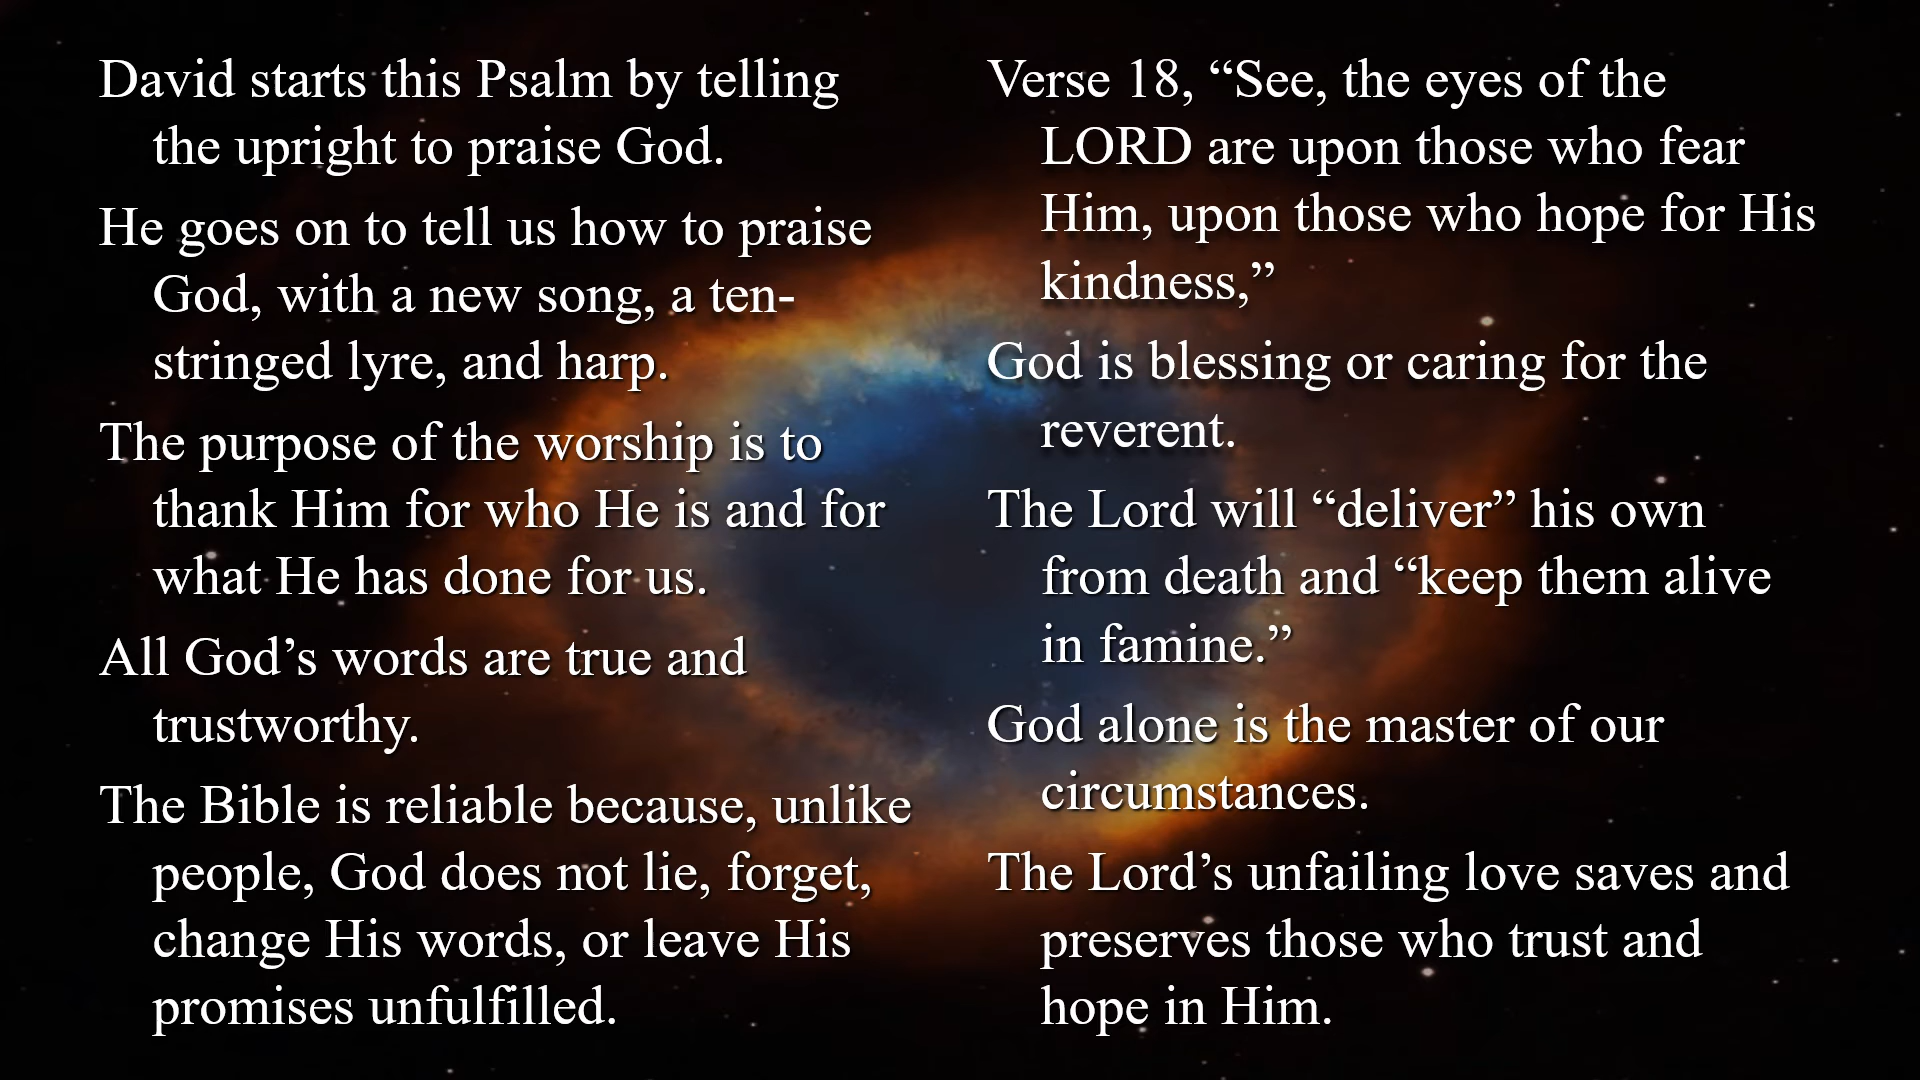 David starts this Psalm by telling
the upright to praise God.
He goes on to tell us how to praise
God, with a new song, a ten-
stringed lyre, and harp.
The purpose of the worship is to
thank Him for who He is and for
what He has done for us.
All God’s words are true and
trustworthy.
The Bible is reliable because, unlike
people, God does not lie, forget,
change His words, or leave His
promises unfulfilled.
Verse 18, “See, the eyes of the
LORD are upon those who fear
Him, upon those who hope for His
kindness,”
God is blessing or caring for the
reverent.
The Lord will “deliver” his own
from death and “keep them alive
in famine.”
God alone is the master of our
circumstances.
The Lord’s unfailing love saves and
preserves those who trust and
hope in Him.